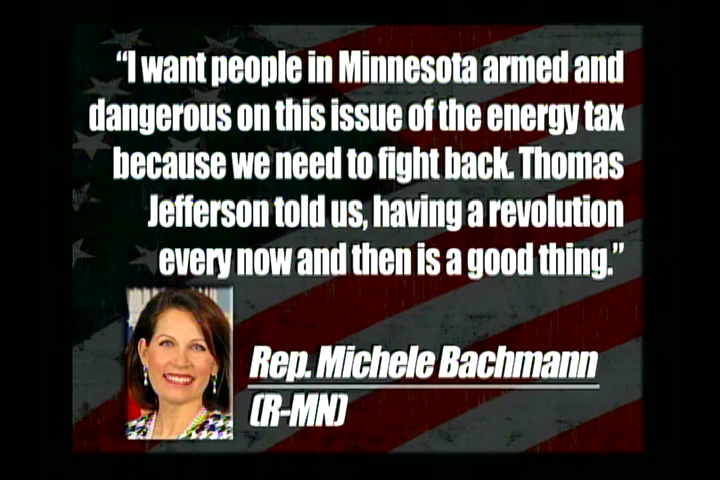 “I want people in Minnesota armed and
dangerous on this issue of the energy tax
because we need to fight back. Thomas
Jefferson told us, having a revolution
every now and then is a good thing.”
Rep. Michele Bachmann
(R-MN)